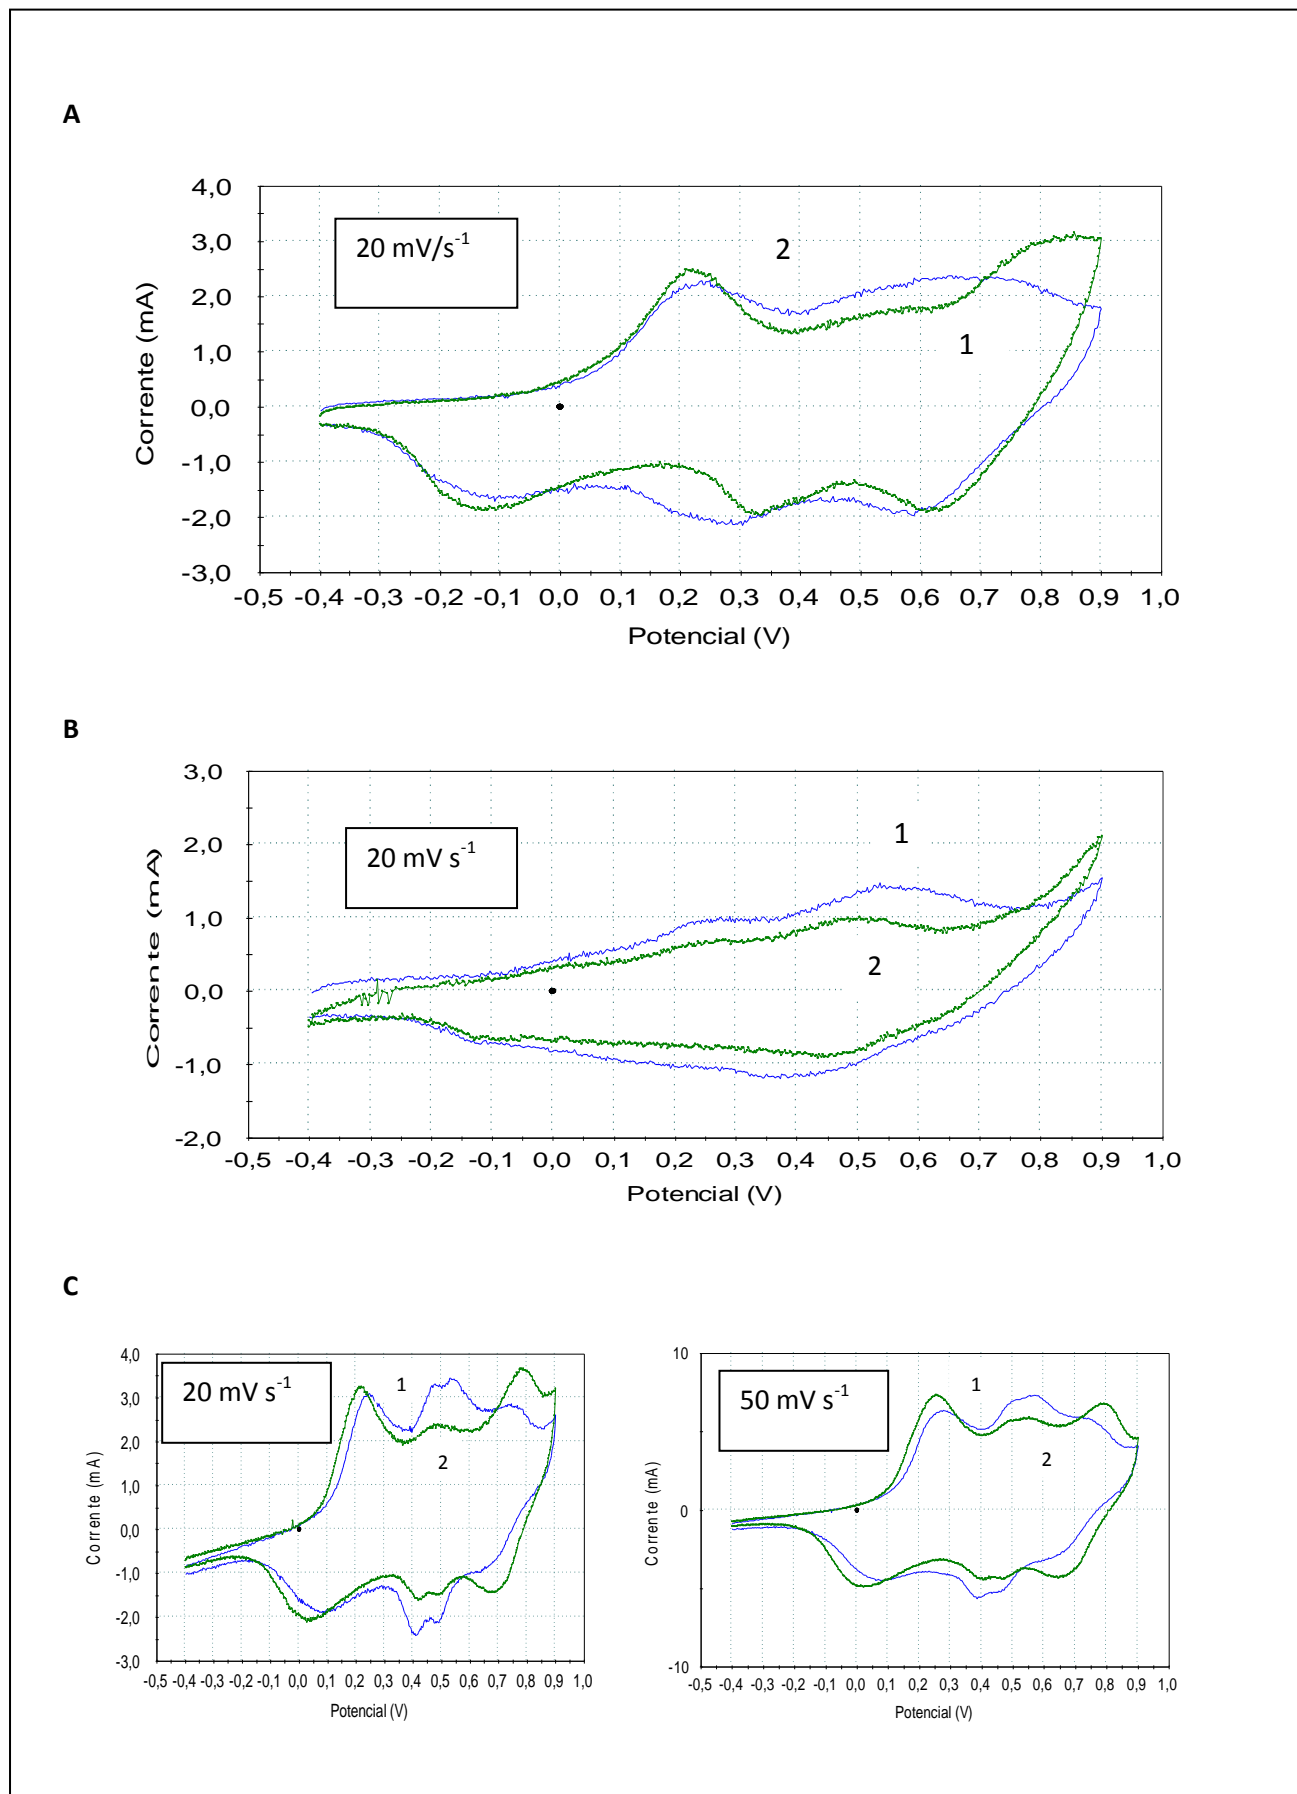 A
20 mV/s⁻¹
2
1
4,0
3,0
2,0
1,0
0,0
-1,0
-2,0
-3,0
Corrente (mA)
-0,5 -0,4 -0,3 -0,2 -0,1 0,0 0,1 0,2 0,3 0,4 0,5 0,6 0,7 0,8 0,9 1,0
Potencial (V)
B
20 mV s⁻¹
1
2
3,0
2,0
1,0
0,0
-1,0
-2,0
Corrente (mA)
-0,5 -0,4 -0,3 -0,2 -0,1 0,0 0,1 0,2 0,3 0,4 0,5 0,6 0,7 0,8 0,9 1,0
Potencial (V)
C
20 mV s⁻¹
1
2
4,0
3,0
2,0
1,0
0,0
-1,0
-2,0
-3,0
Corrente (mA)
-0,5 -0,4 -0,3 -0,2 -0,1 0,0 0,1 0,2 0,3 0,4 0,5 0,6 0,7 0,8 0,9 1,0
Potencial (V)
50 mV s⁻¹
1
2
10
0
-10
Corrente (mA)
-0,5 -0,4 -0,3 -0,2 -0,1 0,0 0,1 0,2 0,3 0,4 0,5 0,6 0,7 0,8 0,9 1,0
Potencial (V)